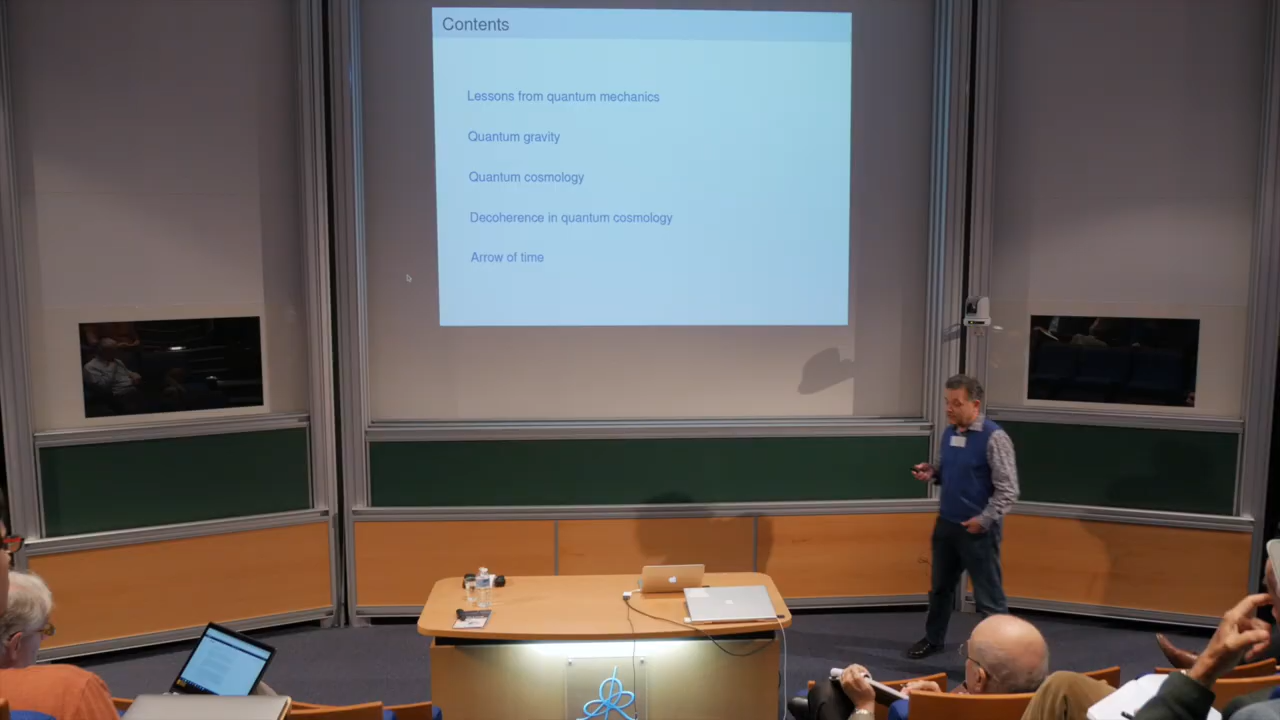 Contents
Lessons from quantum mechanics
Quantum gravity
Quantum cosmology
Decoherence in quantum cosmology
Arrow of time